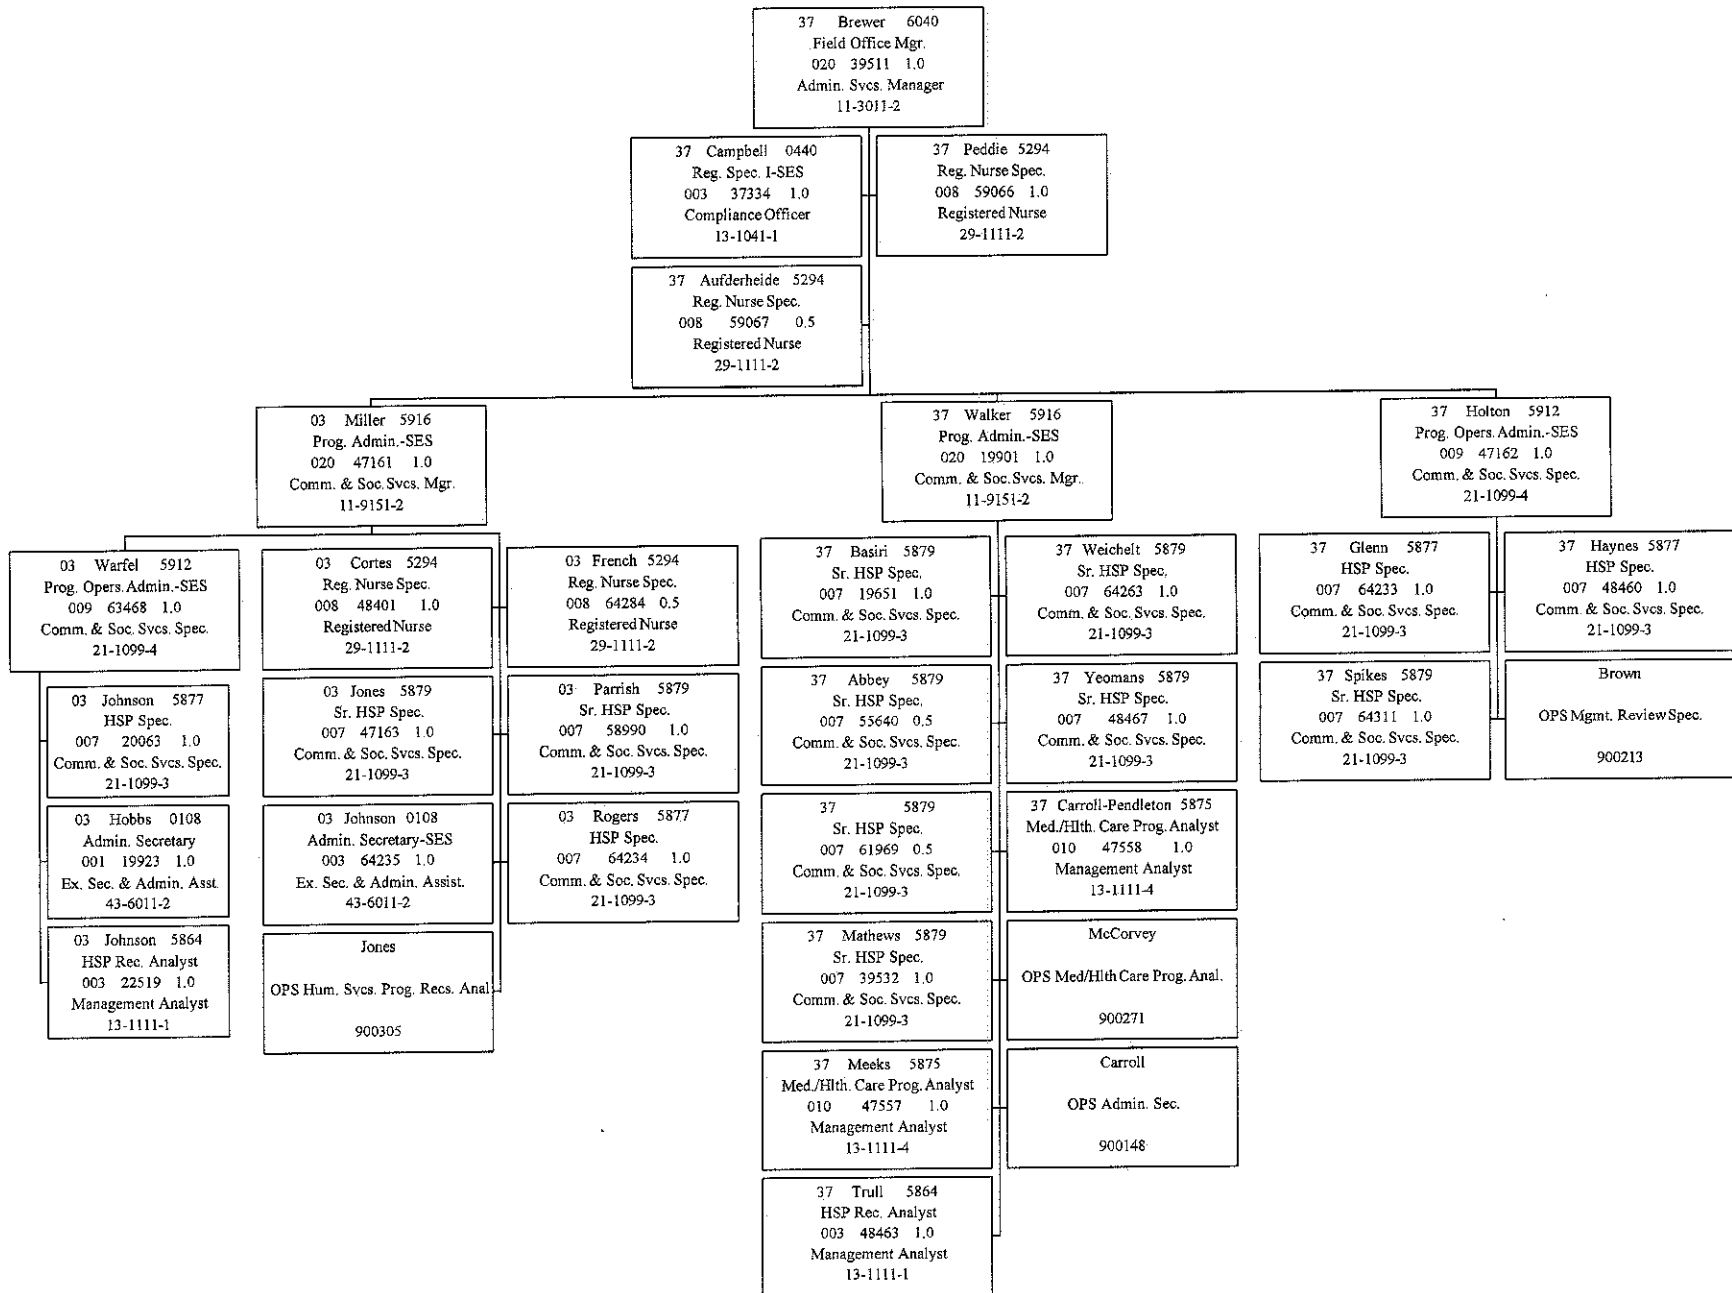 37 Brewer 6040
Field Office Mgr.
020 39511 1.0
Admin. Svcs. Manager
11-3011-2
37 Campbell 0440
Reg. Spec. I-SES
003 37334 1.0
Compliance Officer
13-1041-1
37 Peddie 5294
Reg. Nurse Spec.
008 59066 1.0
Registered Nurse
29-1111-2
37 Aufderheide 5294
Reg. Nurse Spec.
008 59067 0.5
Registered Nurse
29-1111-2
03 Miller 5916
Prog. Admin.-SES
020 47161 1.0
Comm. & Soc. Svcs. Mgr.
11-9151-2
37 Walker 5916
Prog. Admin.-SES
020 19901 1.0
Comm. & Soc. Svcs. Mgr.
11-9151-2
37 Holton 5912
Prog. Opers. Admin.-SES
009 47162 1.0
Comm. & Soc. Svcs. Spec.
21-1099-4
03 Warfel 5912
Prog. Opers. Admin.-SES
009 63468 1.0
Comm. & Soc. Svcs. Spec.
21-1099-4
03 Johnson 5877
HSP Spec.
007 20063 1.0
Comm. & Soc. Svcs. Spec.
21-1099-3
03 Hobbs 0108
Admin. Secretary
001 19923 1.0
Ex. Sec. & Admin. Asst.
43-6011-2
03 Johnson 5864
HSP Rec. Analyst
003 22519 1.0
Management Analyst
13-1111-1
03 Cortes 5294
Reg. Nurse Spec.
008 48401 1.0
Registered Nurse
29-1111-2
03 French 5294
Reg. Nurse Spec.
008 64284 0.5
Registered Nurse
29-1111-2
03 Jones 5879
Sr. HSP Spec.
007 47163 1.0
Comm. & Soc. Svcs. Spec.
21-1099-3
03 Parrish 5879
Sr. HSP Spec.
007 58990 1.0
Comm. & Soc. Svcs. Spec.
21-1099-3
03 Johnson 0108
Admin. Secretary-SES
003 64235 1.0
Ex. Sec. & Admin. Assist.
43-6011-2
03 Rogers 5877
HSP Spec.
007 64234 1.0
Comm. & Soc. Svcs. Spec.
21-1099-3
Jones
OPS Hum. Svcs. Prog. Recs. Anal
900305
37 Basiri 5879
Sr. HSP Spec.
007 19651 1.0
Comm. & Soc. Svcs. Spec.
21-1099-3
37 Weichelt 5879
Sr. HSP Spec.
007 64263 1.0
Comm. & Soc. Svcs. Spec.
21-1099-3
37 Abbey 5879
Sr. HSP Spec.
007 55640 0.5
Comm. & Soc. Svcs. Spec.
21-1099-3
37 Yeomans 5879
Sr. HSP Spec.
007 48467 1.0
Comm. & Soc. Svcs. Spec.
21-1099-3
37 5879
Sr. HSP Spec.
007 61969 0.5
Comm. & Soc. Svcs. Spec.
21-1099-3
37 Carroll-Pendleton 5875
Med./Hlth. Care Prog. Analyst
010 47558 1.0
Management Analyst
13-1111-4
37 Mathews 5879
Sr. HSP Spec.
007 39532 1.0
Comm. & Soc. Svcs. Spec.
21-1099-3
McCorvey
OPS Med/Hlth Care Prog. Anal.
900271
37 Meeks 5875
Med./Hlth. Care Prog. Analyst
010 47557 1.0
Management Analyst
13-1111-4
Carroll
OPS Admin. Sec.
900148
37 Trull 5864
HSP Rec. Analyst
003 48463 1.0
Management Analyst
13-1111-1
37 Glenn 5877
HSP Spec.
007 64233 1.0
Comm. & Soc. Svcs. Spec.
21-1099-3
37 Haynes 5877
HSP Spec.
007 48460 1.0
Comm. & Soc. Svcs. Spec.
21-1099-3
37 Spikes 5879
Sr. HSP Spec.
007 64311 1.0
Comm. & Soc. Svcs. Spec.
21-1099-3
Brown
OPS Mgmt. Review Spec.
900213